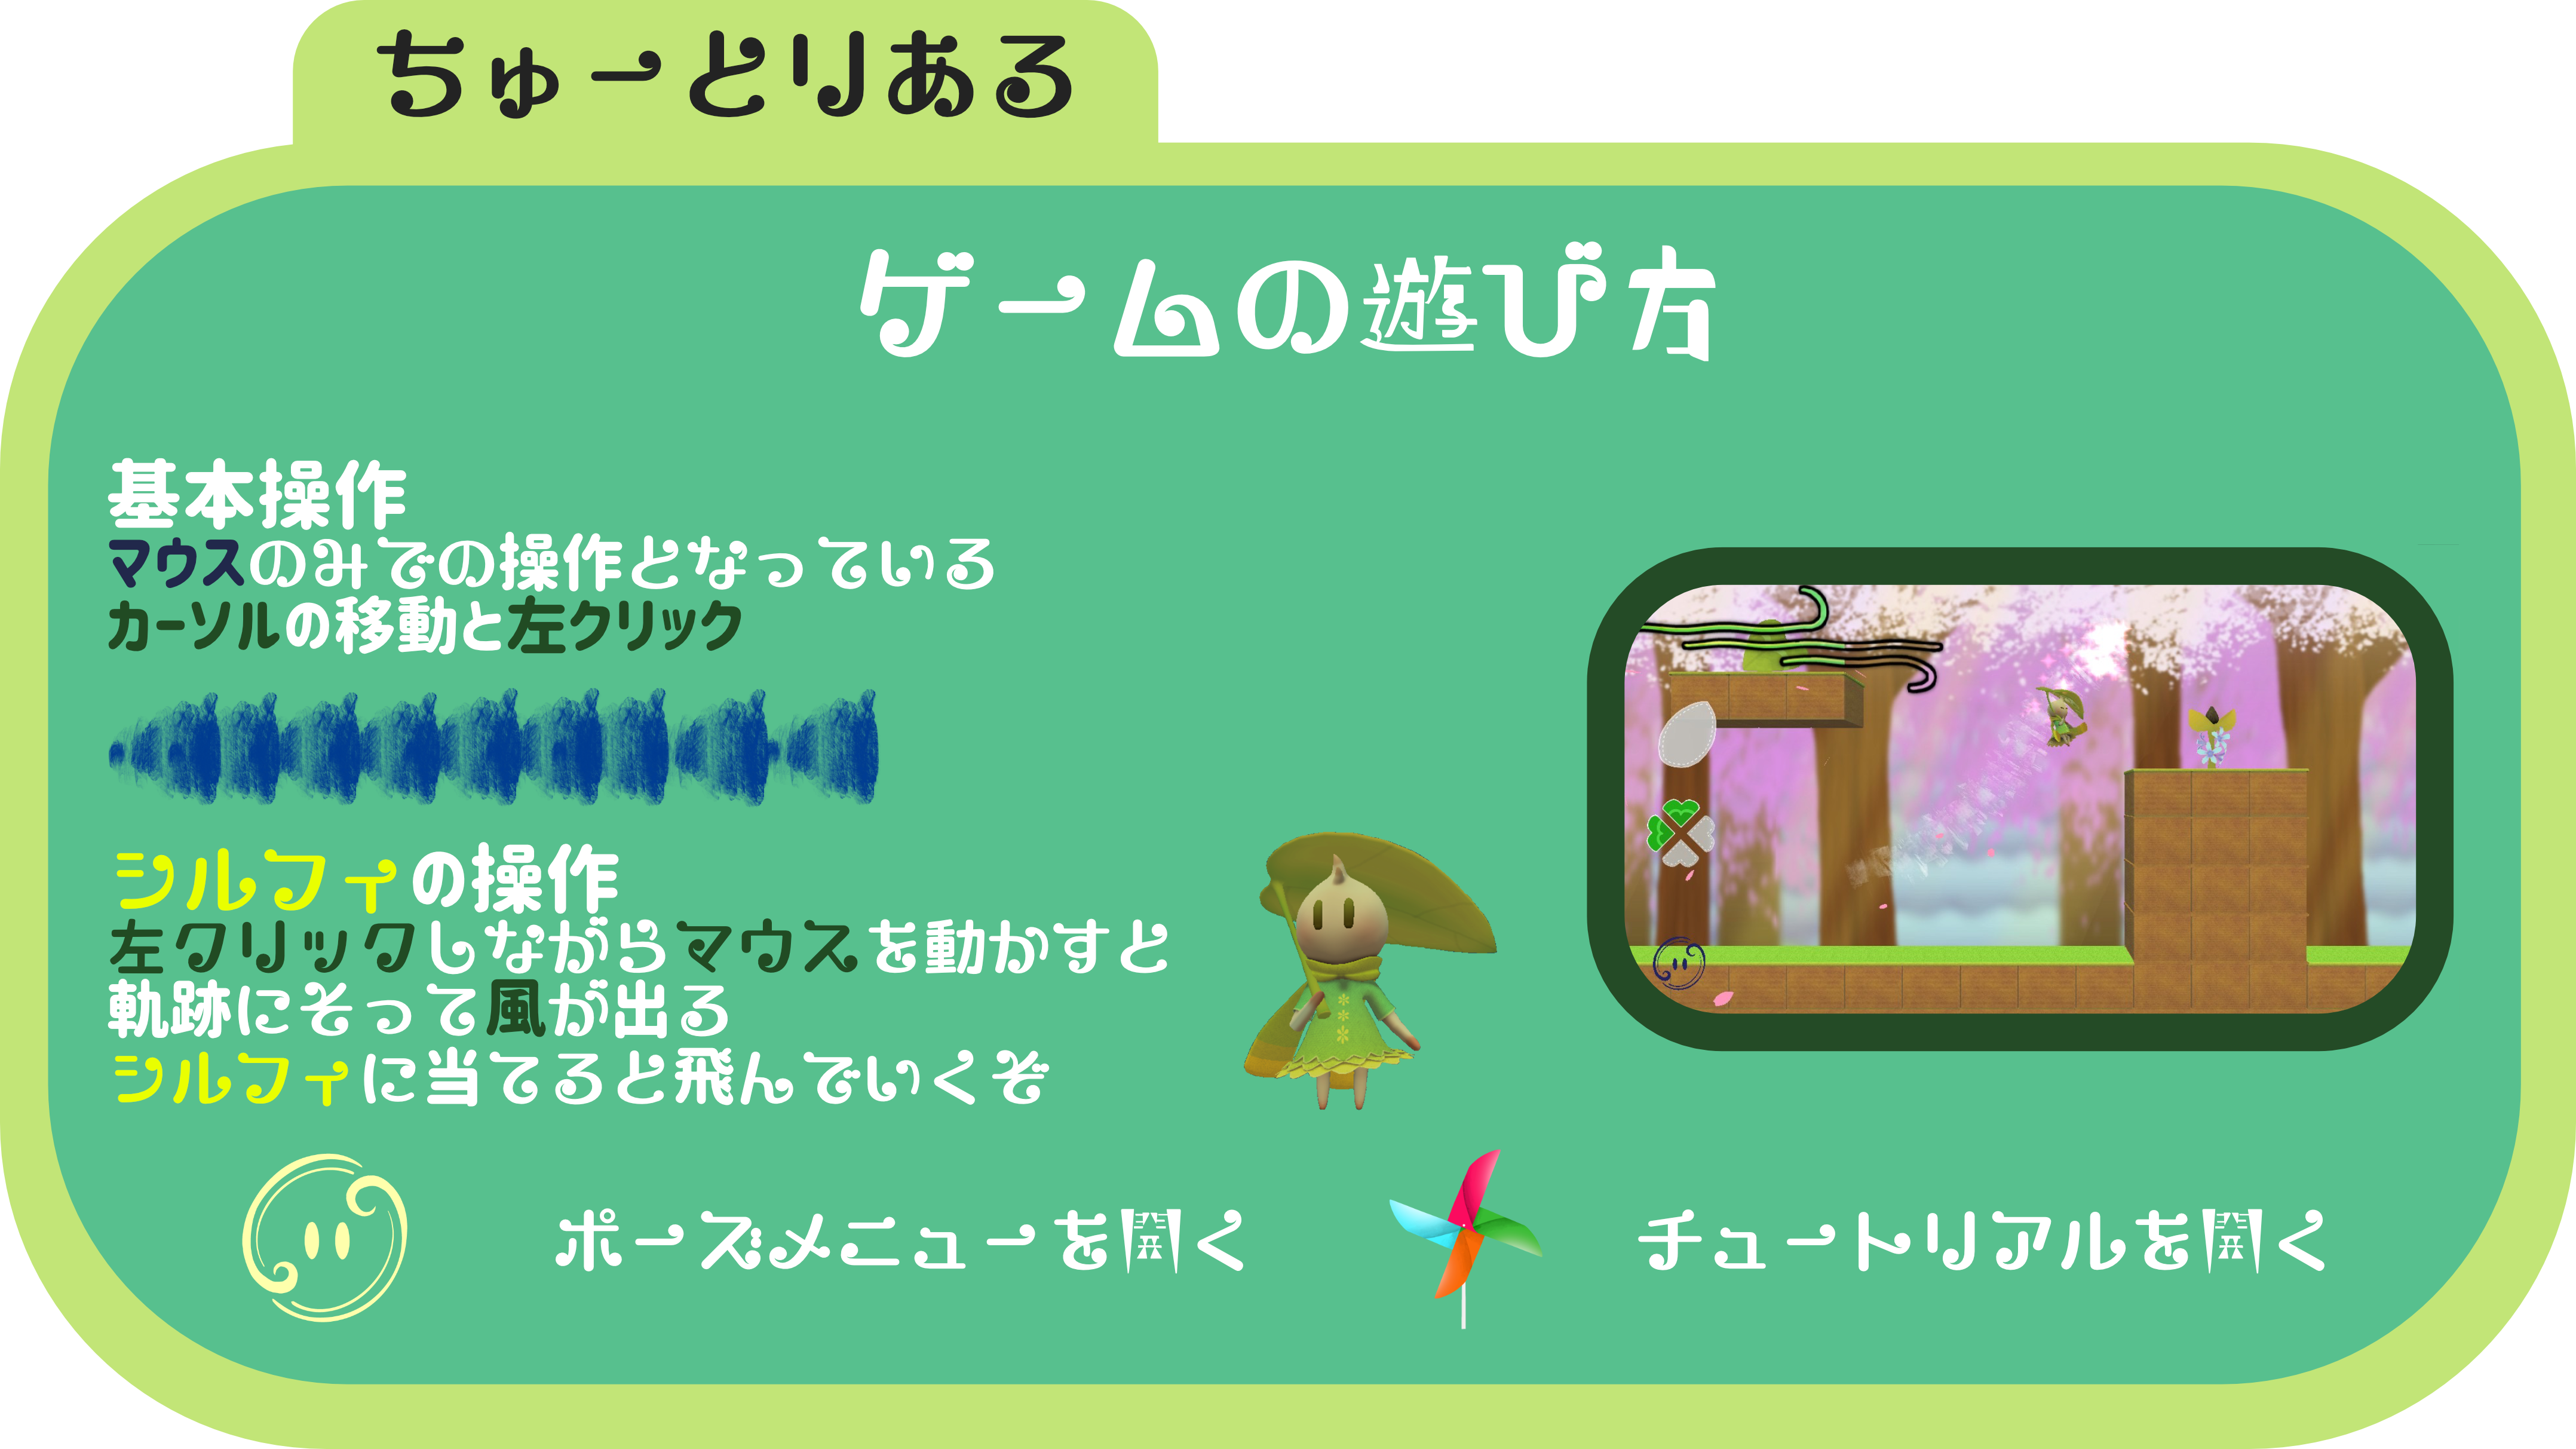 ちゅーとりある
ゲームの遊び方
基本操作
マウスのみでの操作となっている
カーソルの移動と左クリック
シルフィの操作
左クリックしながらマウスを動かすと
軌跡にそって風が出る
シルフィに当てると飛んでいくぞ
ポーズメニューを開く
チュートリアルを開く